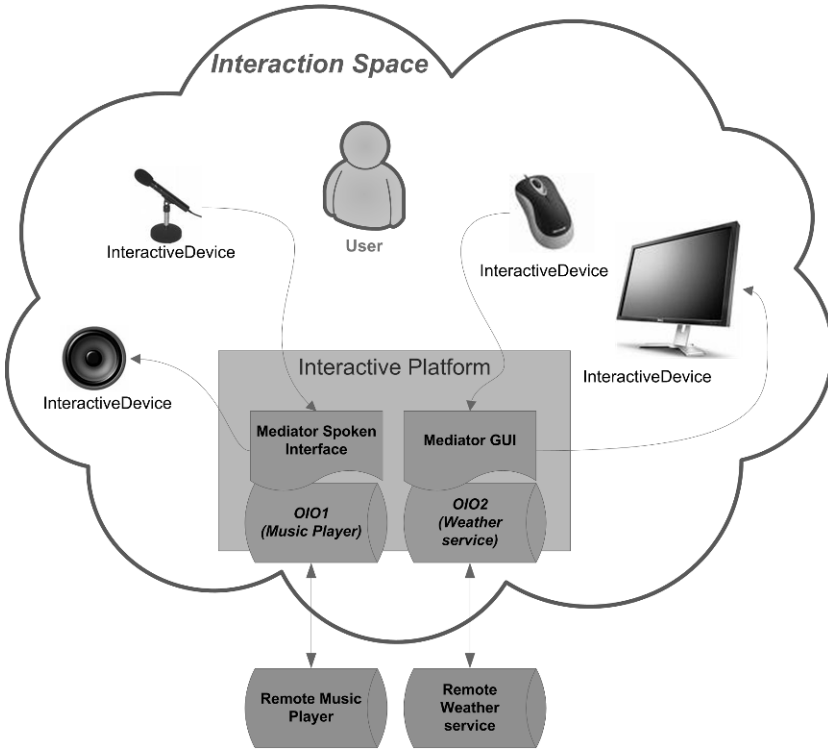 Interaction Space
User
InteractiveDevice
InteractiveDevice
InteractiveDevice
InteractiveDevice
Interactive Platform
Mediator Spoken
Interface
Mediator GUI
OIO1
(Music Player)
OIO2
(Weather
service)
Remote Music
Player
Remote
Weather
service